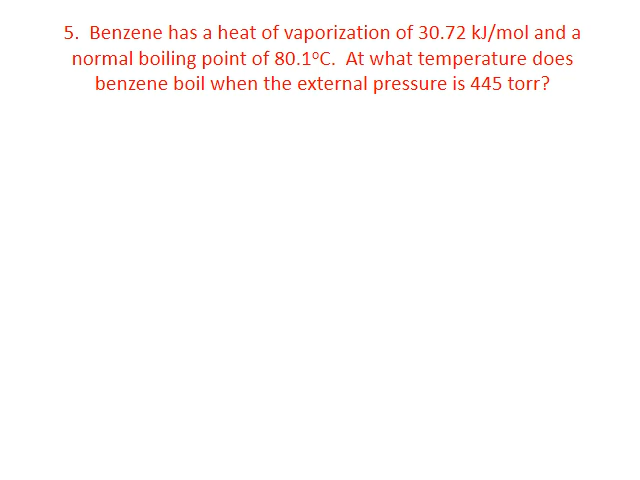 5.  Benzene has a heat of vaporization of 30.72 kJ/mol and a
normal boiling point of 80.1°C.  At what temperature does
benzene boil when the external pressure is 445 torr?